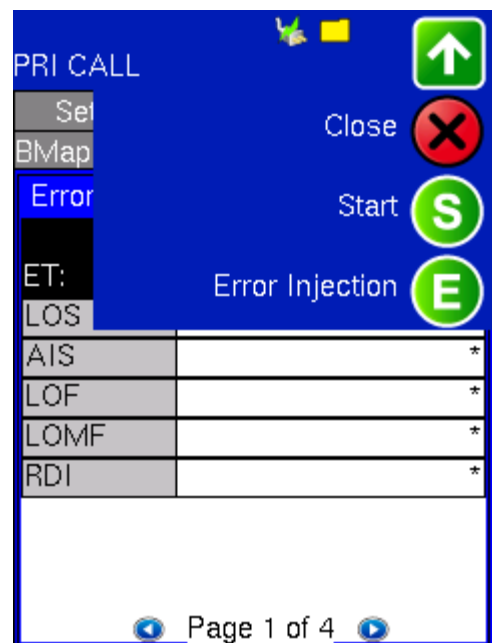 PRI CALL
Set
Close
BMap
Error
Start
S
ET:
Error Injection
E
LOS
AIS *
LOF *
LOMF *
RDI *
Page 1 of 4